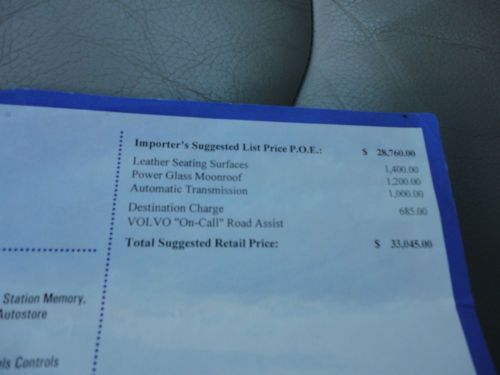 Importer's Suggested List Price P.O.E.: $ 28,760.00
Leather Seating Surfaces 1,400.00
Power Glass Moonroof 1,200.00
Automatic Transmission 1,000.00
Destination Charge 685.00
VOLVO "On-Call" Road Assist
Total Suggested Retail Price: $ 33,045.00
Station Memory,
Autostore
Controls